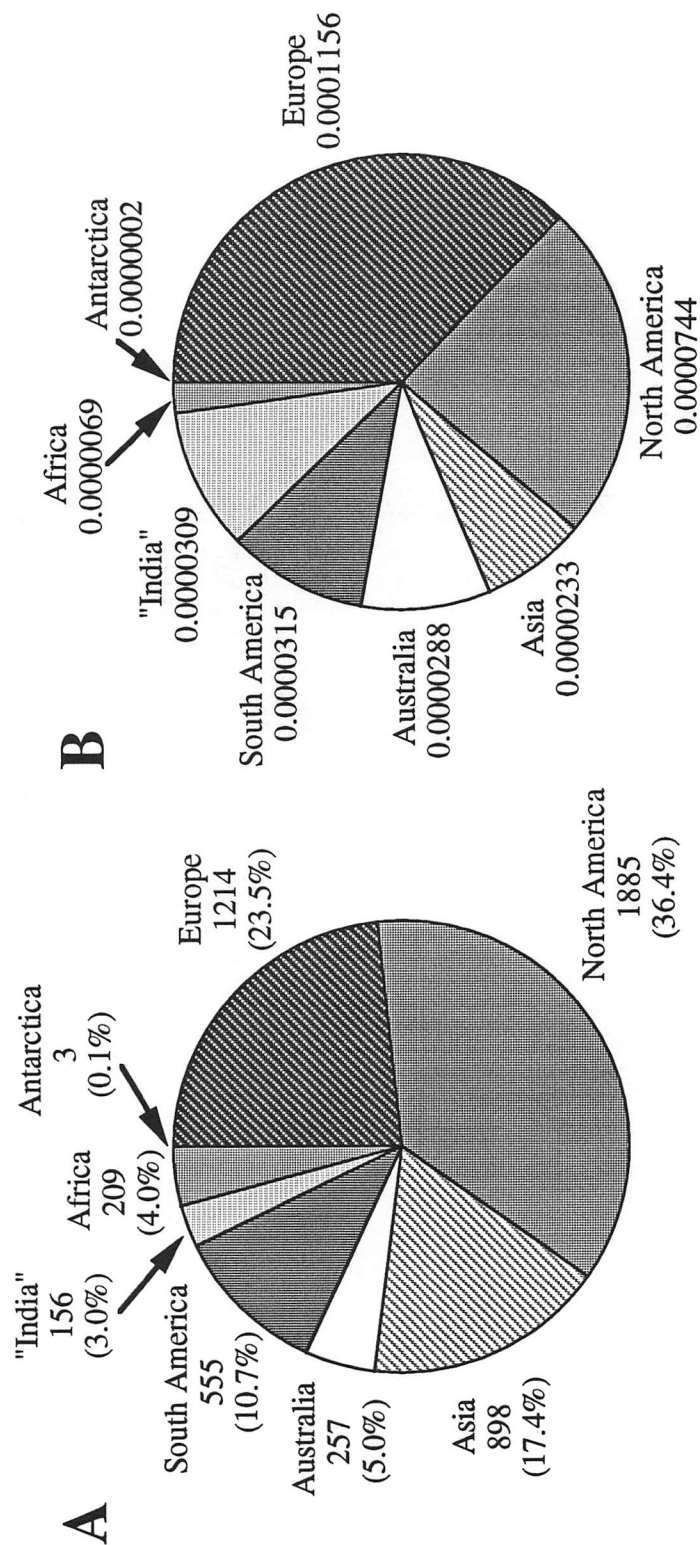 A
Antarctica
3
(0.1%)
Europe
1214
(23.5%)
North America
1885
(36.4%)
Asia
898
(17.4%)
Australia
257
(5.0%)
South America
555
(10.7%)
"India"
156
(3.0%)
Africa
209
(4.0%)
B
Antarctica
0.0000002
Europe
0.0001156
North America
0.0000744
Asia
0.0000233
Australia
0.0000288
South America
0.0000315
"India"
0.0000309
Africa
0.0000069